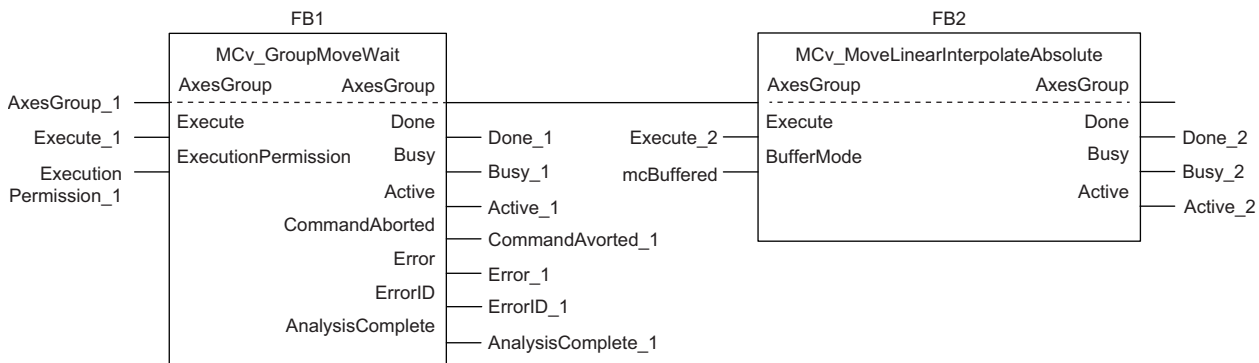 FB1
MCv_GroupMoveWait
AxesGroup AxesGroup
AxesGroup_1
Execute Done
Execute_1
Done_1
ExecutionPermission Busy
Execution
Permission_1
Busy_1
Active
Active_1
CommandAborted
CommandAvorted_1
Error
Error_1
ErrorID
ErrorID_1
AnalysisComplete
AnalysisComplete_1
FB2
MCv_MoveLinearInterpolateAbsolute
AxesGroup AxesGroup
Execute Done
Execute_2
Done_2
BufferMode Busy
mcBuffered
Busy_2
Active
Active_2